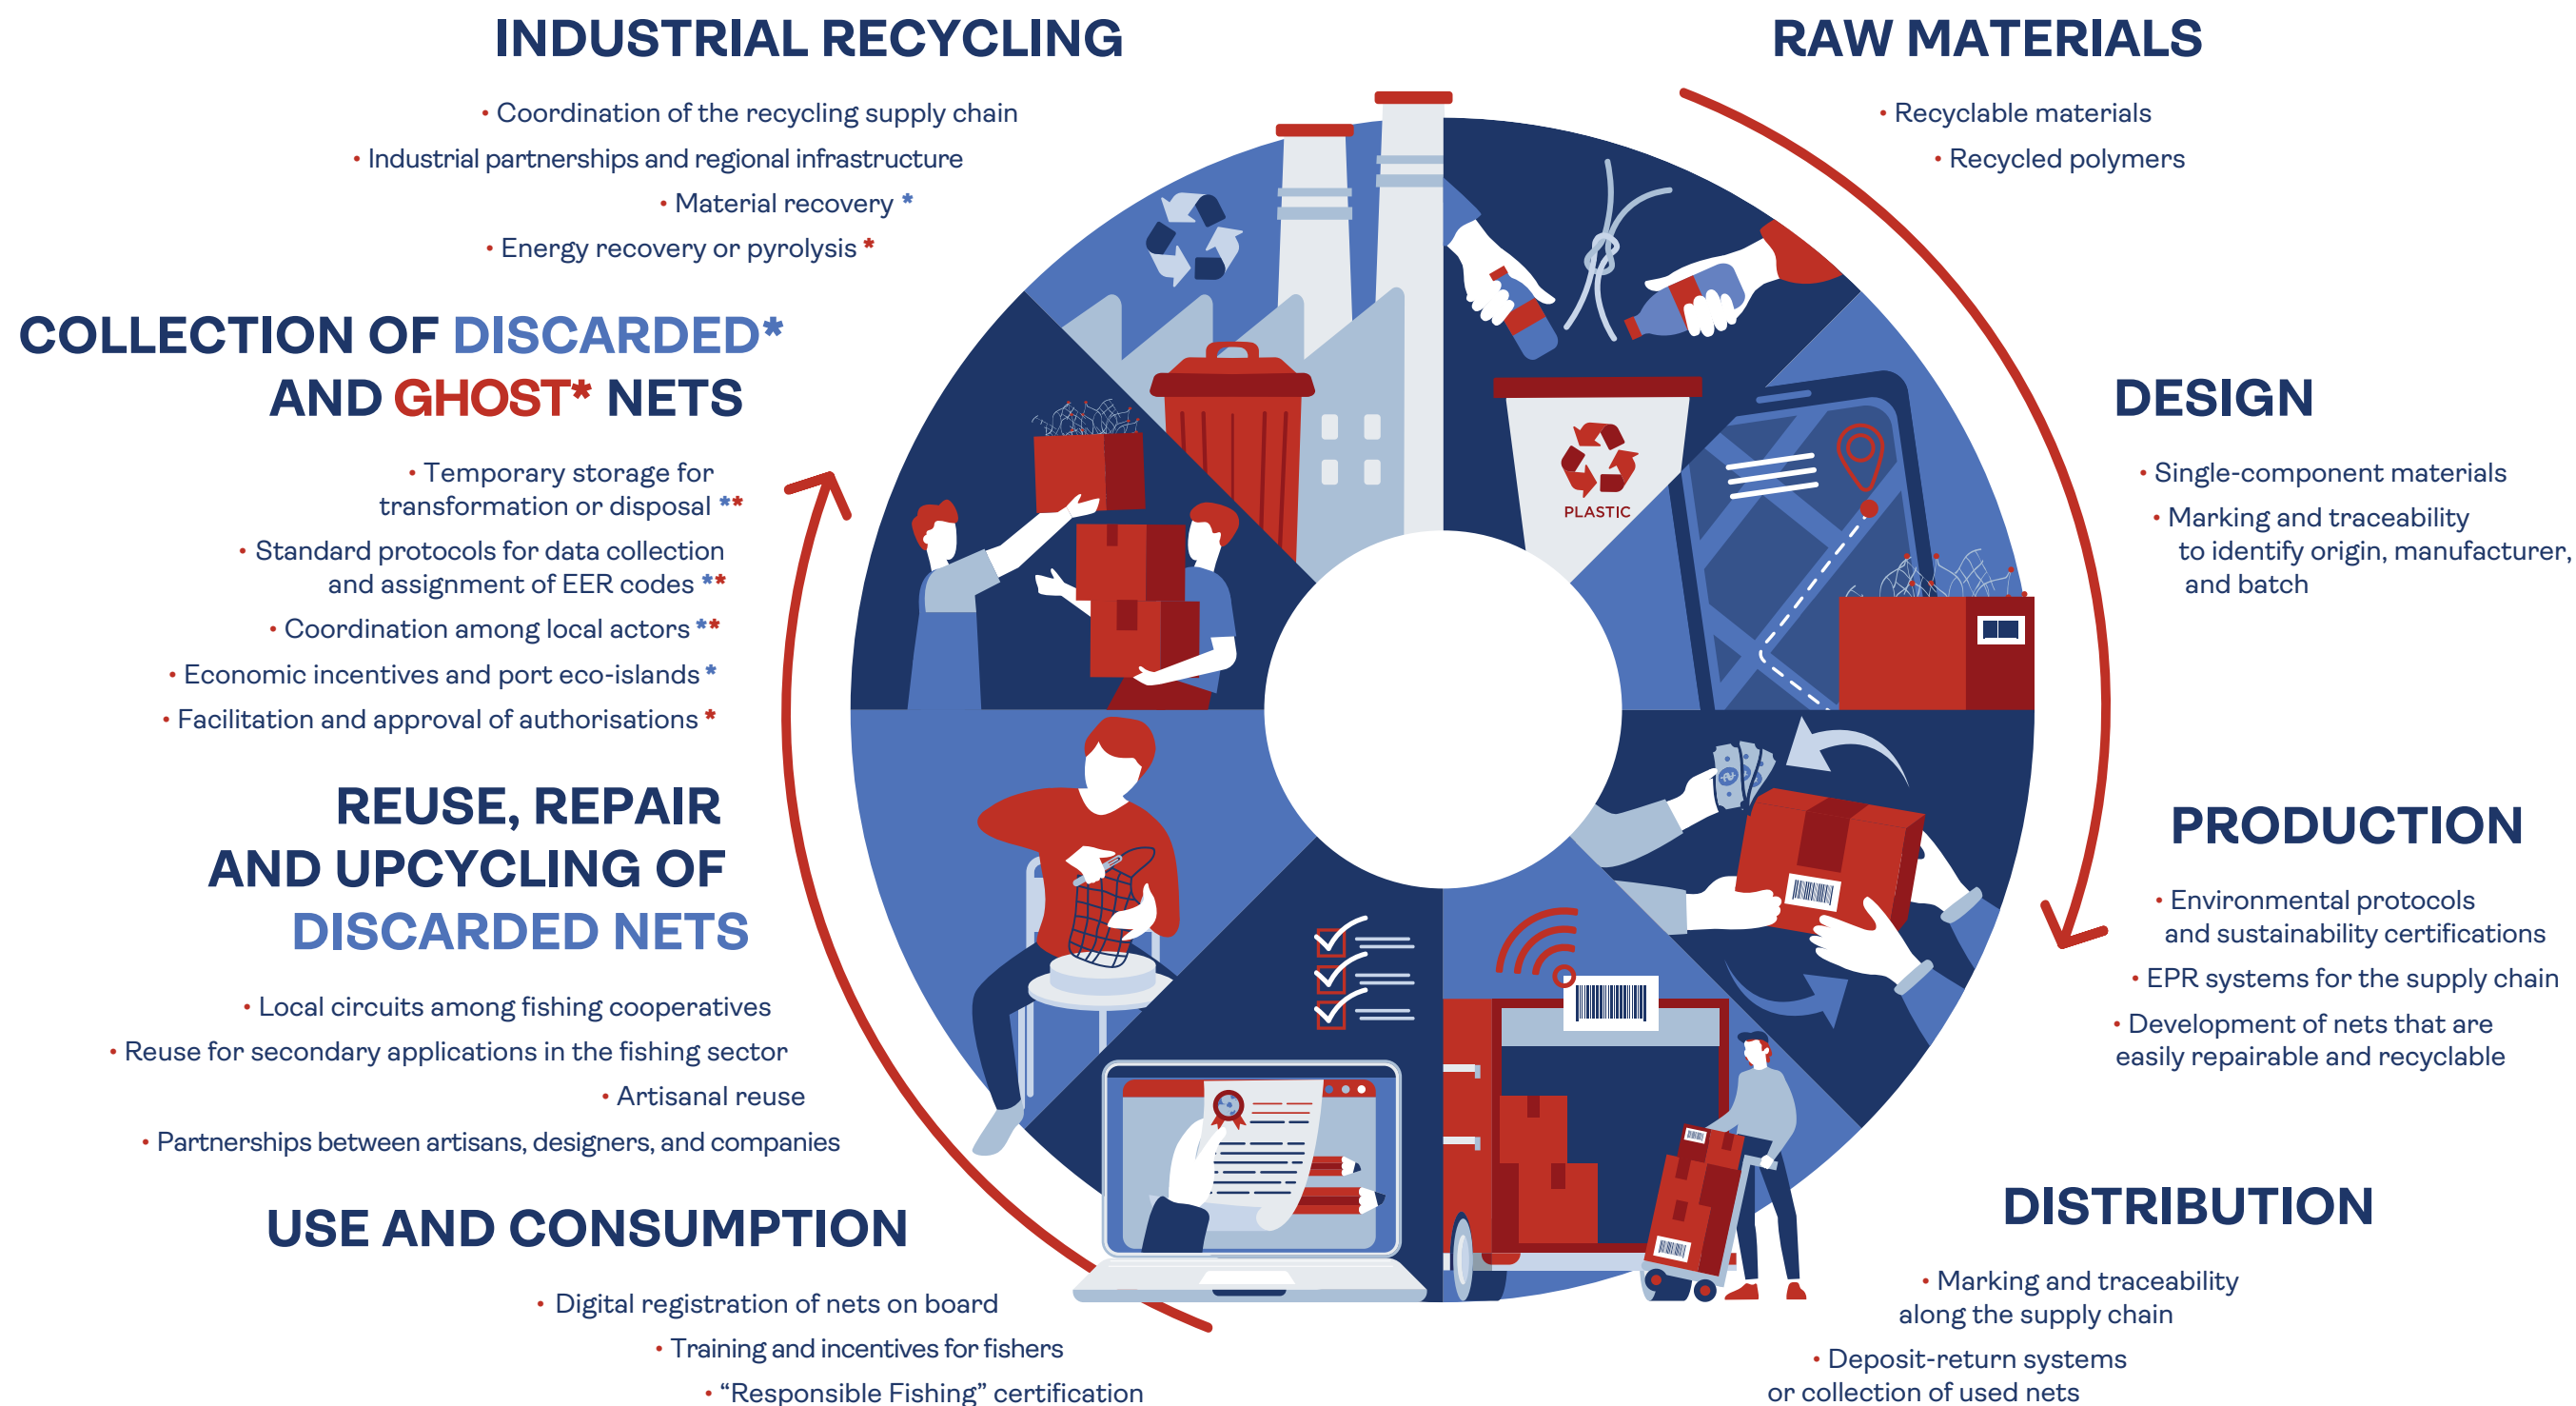 INDUSTRIAL RECYCLING
• Coordination of the recycling supply chain
• Industrial partnerships and regional infrastructure
• Material recovery *
• Energy recovery or pyrolysis *
COLLECTION OF DISCARDED*
AND GHOST* NETS
• Temporary storage for
transformation or disposal **
• Standard protocols for data collection
and assignment of EER codes **
• Coordination among local actors **
• Economic incentives and port eco-islands *
• Facilitation and approval of authorisations *
REUSE, REPAIR
AND UPCYCLING OF
DISCARDED NETS
• Local circuits among fishing cooperatives
• Reuse for secondary applications in the fishing sector
• Artisanal reuse
• Partnerships between artisans, designers, and companies
USE AND CONSUMPTION
• Digital registration of nets on board
• Training and incentives for fishers
• “Responsible Fishing” certification
PLASTIC
RAW MATERIALS
• Recyclable materials
• Recycled polymers
DESIGN
• Single-component materials
• Marking and traceability
to identify origin, manufacturer,
and batch
PRODUCTION
• Environmental protocols
and sustainability certifications
• EPR systems for the supply chain
• Development of nets that are
easily repairable and recyclable
DISTRIBUTION
• Marking and traceability
along the supply chain
• Deposit-return systems
or collection of used nets